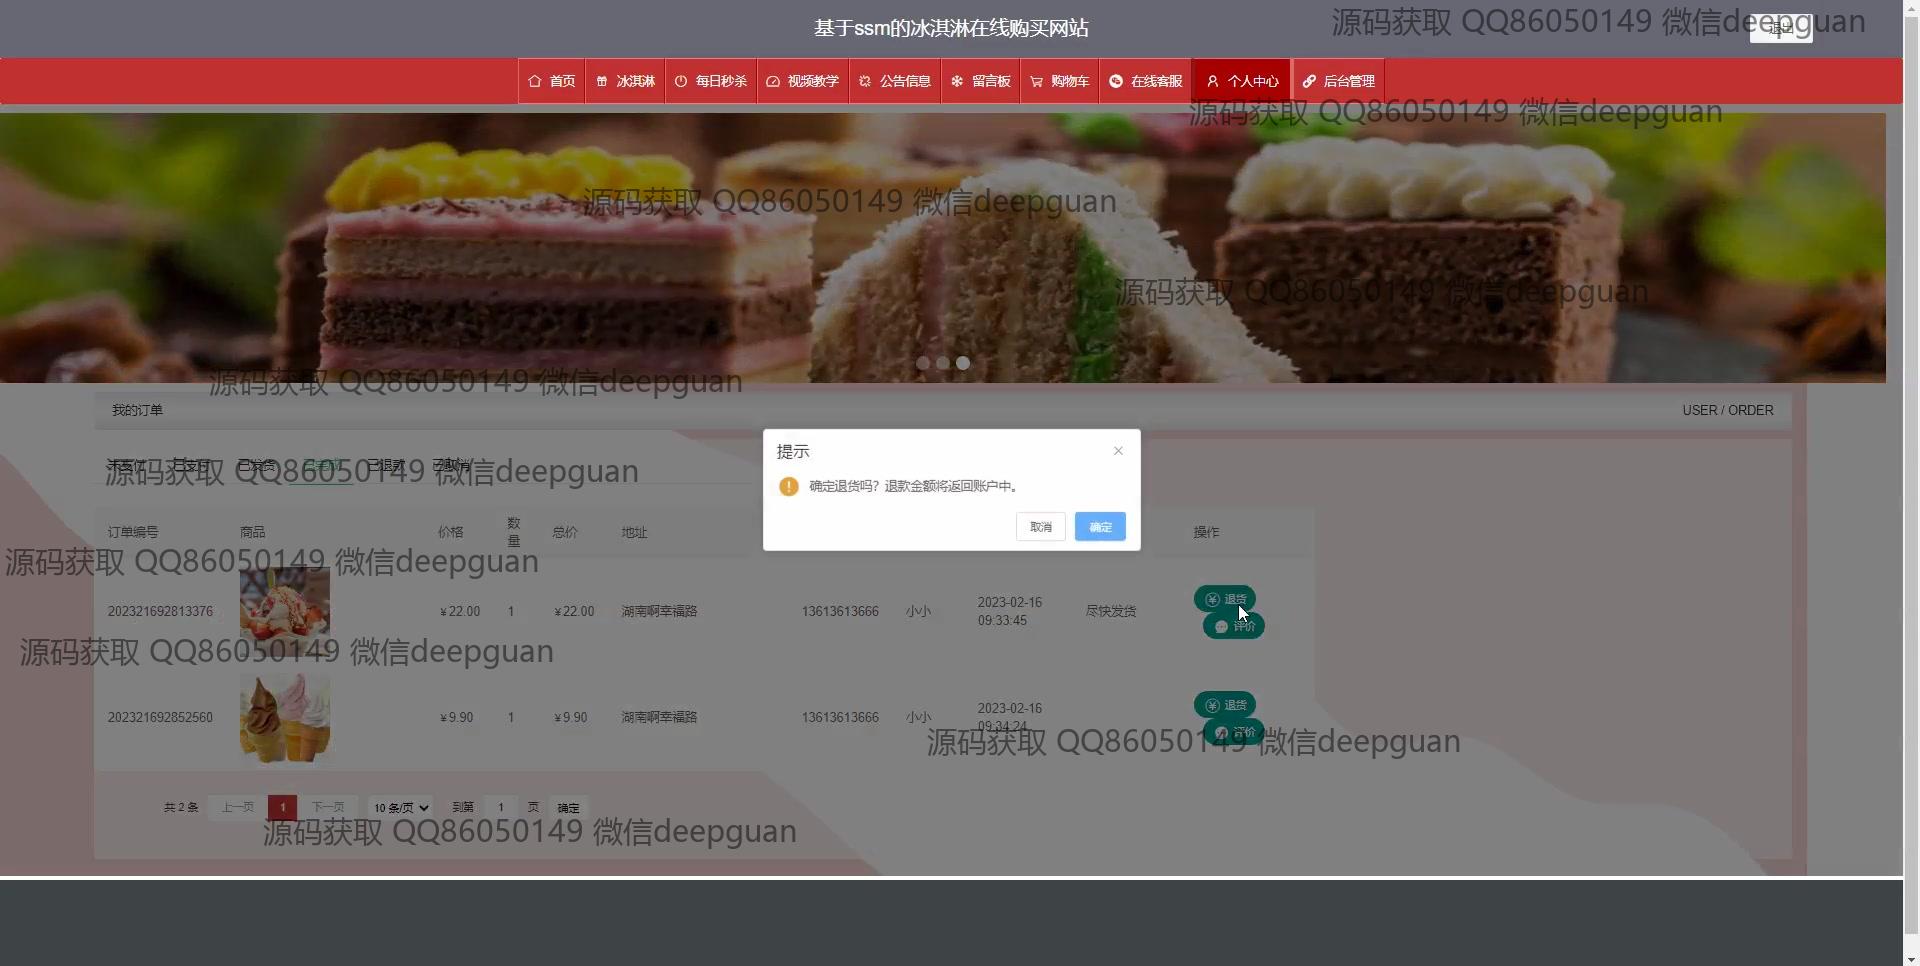 基于ssm的冰淇淋在线购买网站
源码获取 QQ86050149 微信deepguan
退出
首页 冰淇淋 每日秒杀 视频教学 公告信息 留言板 购物车 在线客服 个人中心 后台管理
源码获取 QQ86050149 微信deepguan
源码获取 QQ86050149 微信deepguan
源码获取 QQ86050149 微信deepguan
源码获取 QQ86050149 微信deepguan
我的订单 USER / ORDER
提示
未支付 已支付 已发货 已完成 已退款 已取消
源码获取 QQ86050149 微信deepguan
确定退货吗？退款金额将返回账户中。
取消 确定
订单编号 商品 价格 数量 总价 地址 操作
源码获取 QQ86050149 微信deepguan
202321692813376 ¥22.00 1 ¥22.00 湖南啊幸福路 13613613666 小小 2023-02-16 09:33:45 尽快发货 退货
评价
源码获取 QQ86050149 微信deepguan
202321692852560 ¥9.90 1 ¥9.90 湖南啊幸福路 13613613666 小小 2023-02-16 09:34:24 退货
评价
源码获取 QQ86050149 微信deepguan
共 2 条 上一页 1 下一页 10 条/页 到第 1 页 确定
源码获取 QQ86050149 微信deepguan